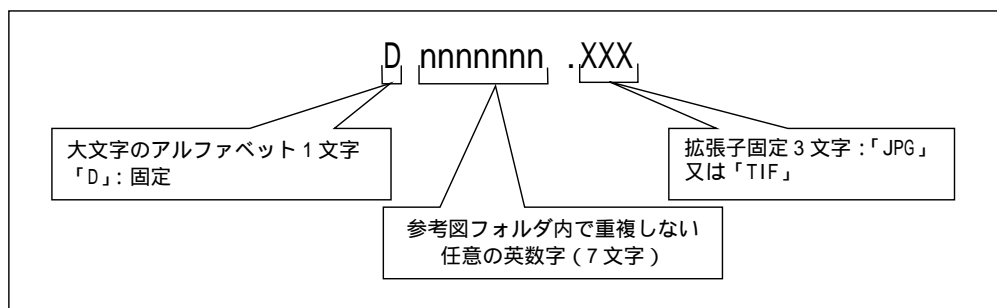 D nnnnnnn .XXX
大文字のアルファベット1文字
「D」：固定
拡張子固定3文字：「JPG」
又は「TIF」
参考図フォルダ内で重複しない
任意の英数字（7文字）